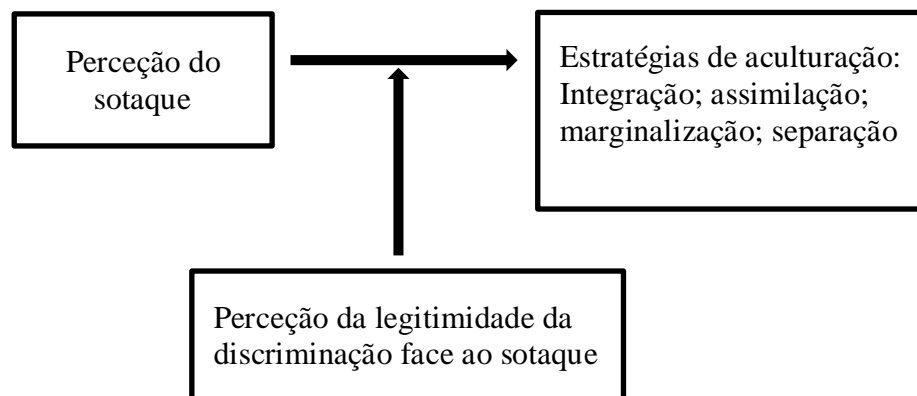 Perceção do
sotaque
Estratégias de aculturação:
Integração; assimilação;
marginalização; separação
Perceção da legitimidade da
discriminação face ao sotaque